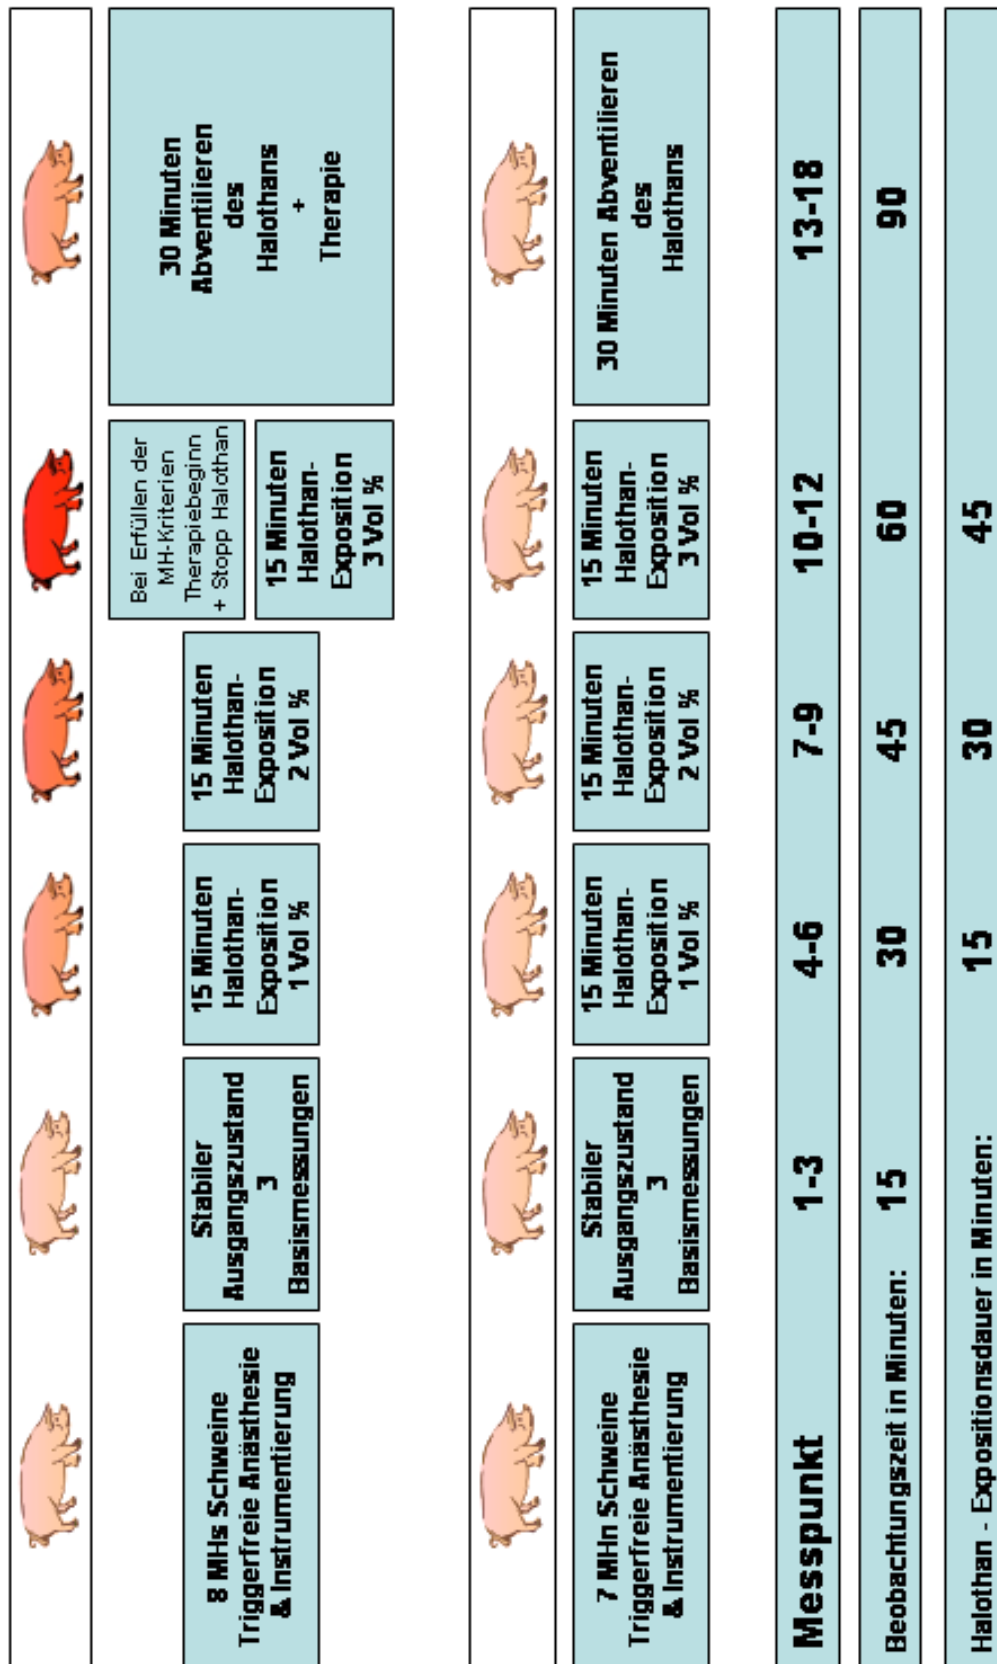 8 MHs Schweine
Triggerfreie Anästhesie
& Instrumentierung
Stabiler
Ausgangszustand
3
Basismessungen
15 Minuten
Halothan-
Exposition
1 Vol %
15 Minuten
Halothan-
Exposition
2 Vol %
Bei Erfüllen der
MH-Kriterien
Therapiebeginn
+ Stopp Halothan
15 Minuten
Halothan-
Exposition
3 Vol %
30 Minuten
Abventilieren
des
Halothans
+
Therapie
7 MHn Schweine
Triggerfreie Anästhesie
& Instrumentierung
Stabiler
Ausgangszustand
3
Basismessungen
15 Minuten
Halothan-
Exposition
1 Vol %
15 Minuten
Halothan-
Exposition
2 Vol %
15 Minuten
Halothan-
Exposition
3 Vol %
30 Minuten Abventilieren
des
Halothans
Messpunkt 1-3 4-6 7-9 10-12 13-18
Beobachtungszeit in Minuten: 15 30 45 60 90
Halothan - Expositionsdauer in Minuten: 15 30 45